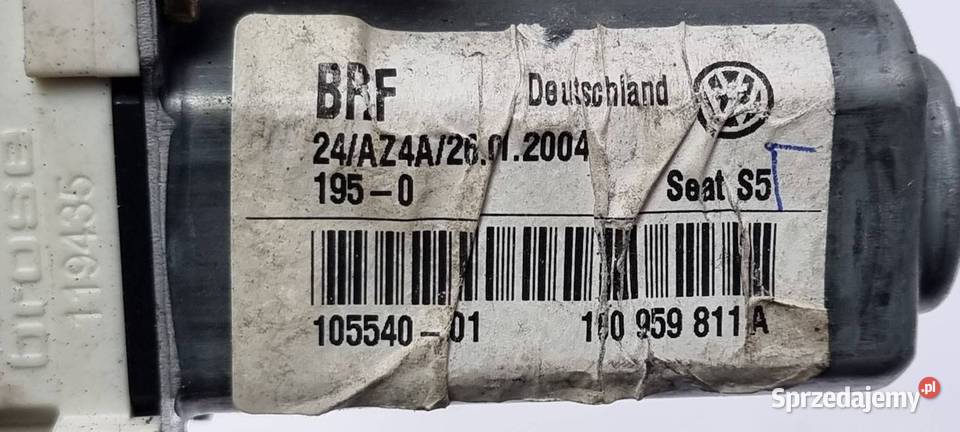 BRF Deutschland
24/AZ4A/26.01.2004
195-0 Seat S5
105540-01 959 811 A
brose
119435
Sprzedajemy.pl